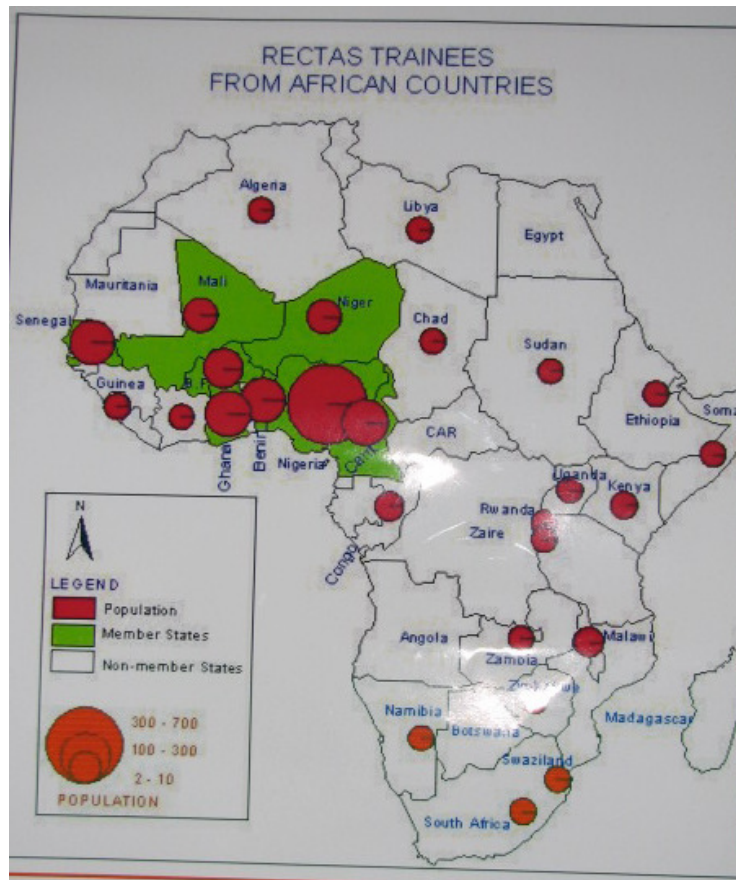 RECTAS TRAINEES
FROM AFRICAN COUNTRIES
Algeria
Libya
Egypt
Mauritania
Mali
Niger
Chad
Sudan
Senegal
Guinea
B.F
Ethiopia
CAR
Ghana
Benin
Nigeria
Cam
Uganda
Kenya
Rwanda
Zaire
Congo
N
LEGEND
Population
Member States
Non-member States
300 - 700
100 - 300
2 - 10
POPULATION
Angola
Zambia
Malawi
Namibia
Botswana
Madagascar
Swaziland
South Africa